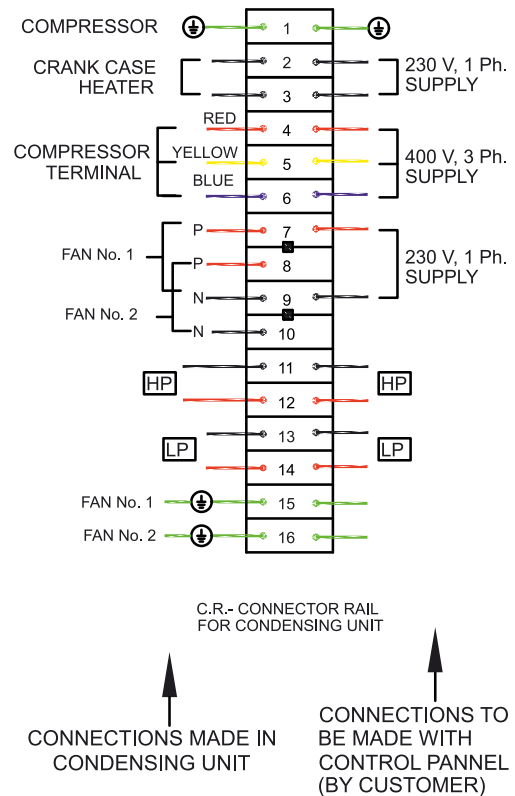 COMPRESSOR
1
CRANK CASE
HEATER
2
3
230 V, 1 Ph.
SUPPLY
COMPRESSOR
TERMINAL
RED
4
YELLOW
5
BLUE
6
400 V, 3 Ph.
SUPPLY
FAN No. 1
P
7
P
8
FAN No. 2
N
9
N
10
230 V, 1 Ph.
SUPPLY
HP
11
12
HP
LP
13
14
LP
FAN No. 1
15
FAN No. 2
16
C.R.- CONNECTOR RAIL
FOR CONDENSING UNIT
CONNECTIONS MADE IN
CONDENSING UNIT
CONNECTIONS TO
BE MADE WITH
CONTROL PANNEL
(BY CUSTOMER)